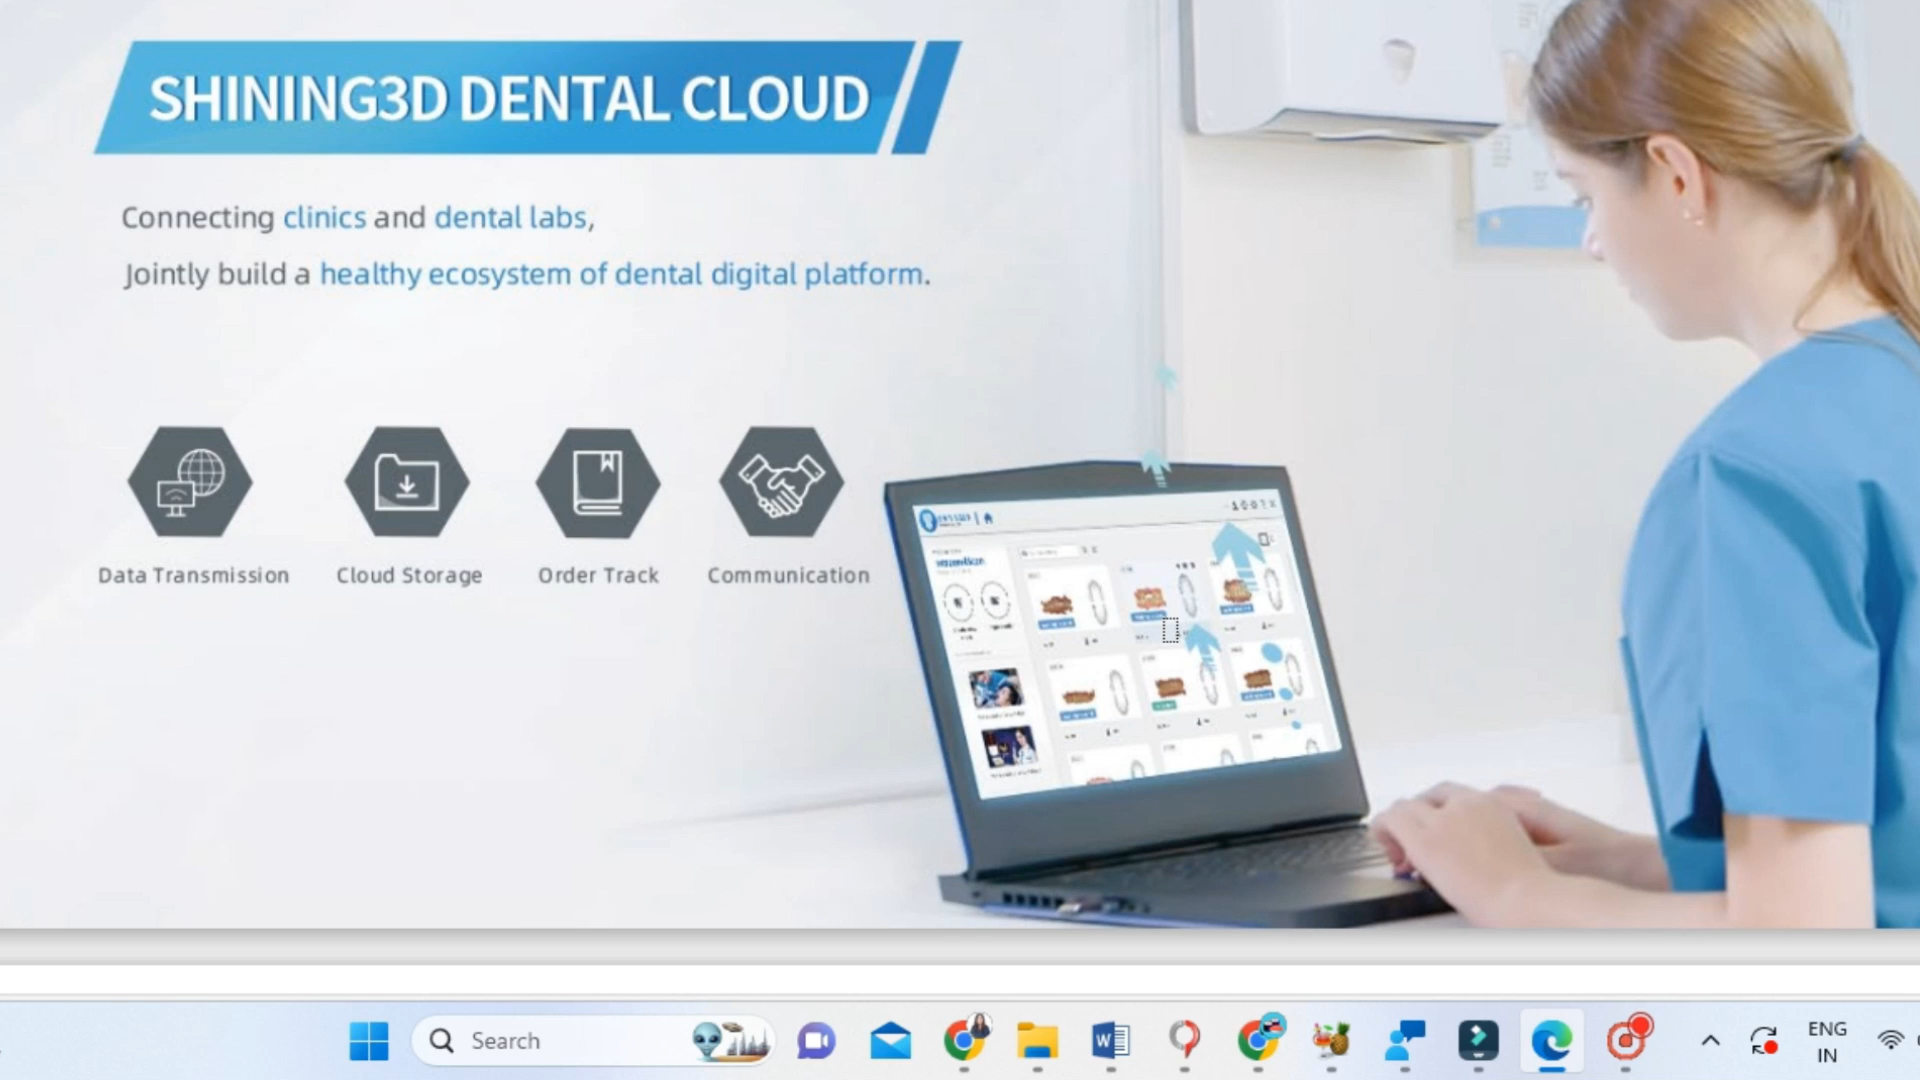 SHINING3D DENTAL CLOUD
Connecting clinics and dental labs,
Jointly build a healthy ecosystem of dental digital platform.
Data Transmission
Cloud Storage
Order Track
Communication
Search
ENG
IN